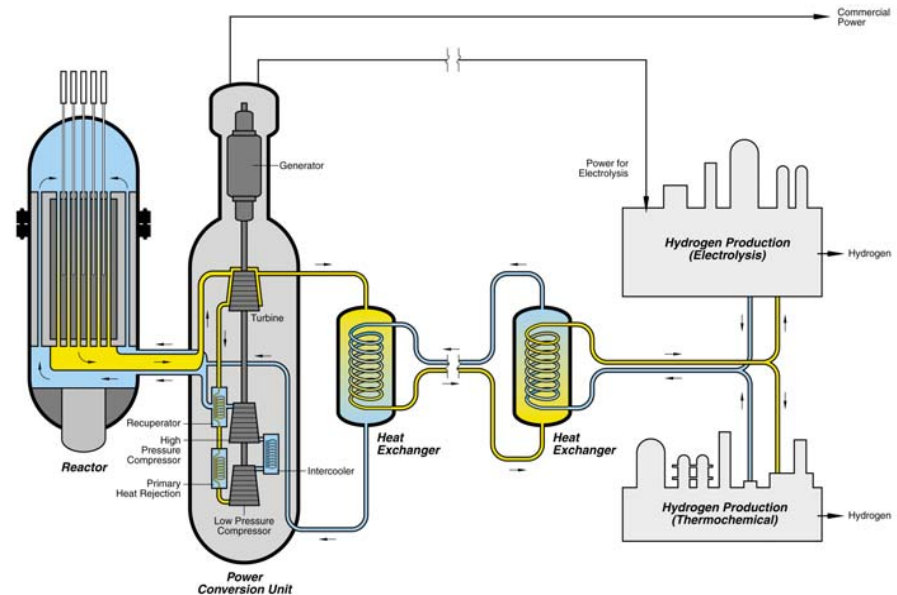 Commercial
Power
Generator
Power for
Electrolysis
Hydrogen Production
(Electrolysis)
Hydrogen
Turbine
Recuperator
High
Pressure
Compressor
Intercooler
Primary
Heat Rejection
Low Pressure
Compressor
Reactor
Power
Conversion Unit
Heat
Exchanger
Heat
Exchanger
Hydrogen Production
(Thermochemical)
Hydrogen